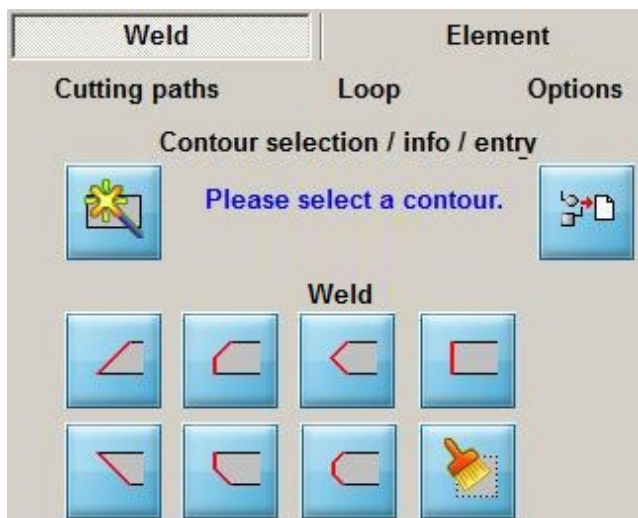 Weld Element
Cutting paths Loop Options
Contour selection / info / entry
Please select a contour.
Weld